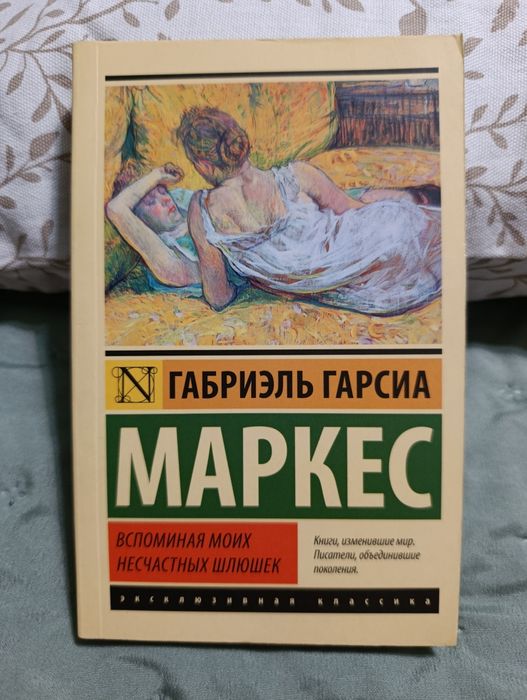 N
ГАБРИЭЛЬ ГАРСИА
МАРКЕС
ВСПОМИНАЯ МОИХ
НЕСЧАСТНЫХ ШЛЮШЕК
Книги, изменившие мир.
Писатели, объединившие
поколения.
эксклюзивная классика